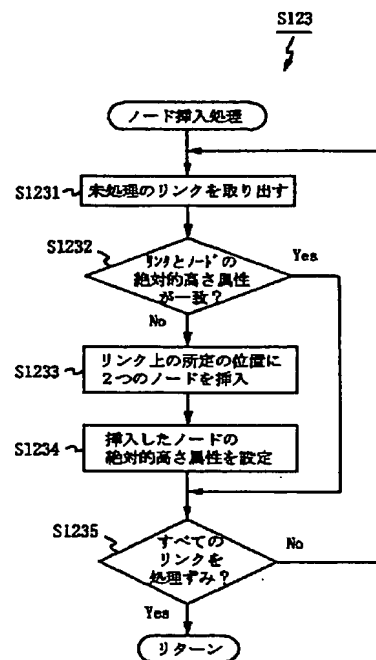 S123
ノード挿入処理
S1231
未処理のリンクを取り出す
S1232
ﾘﾝｸとﾉｰﾄﾞの
絶対的高さ属性
が一致？
Yes
No
S1233
リンク上の所定の位置に
２つのノードを挿入
S1234
挿入したノードの
絶対的高さ属性を設定
S1235
すべての
リンクを
処理ずみ？
No
Yes
リターン